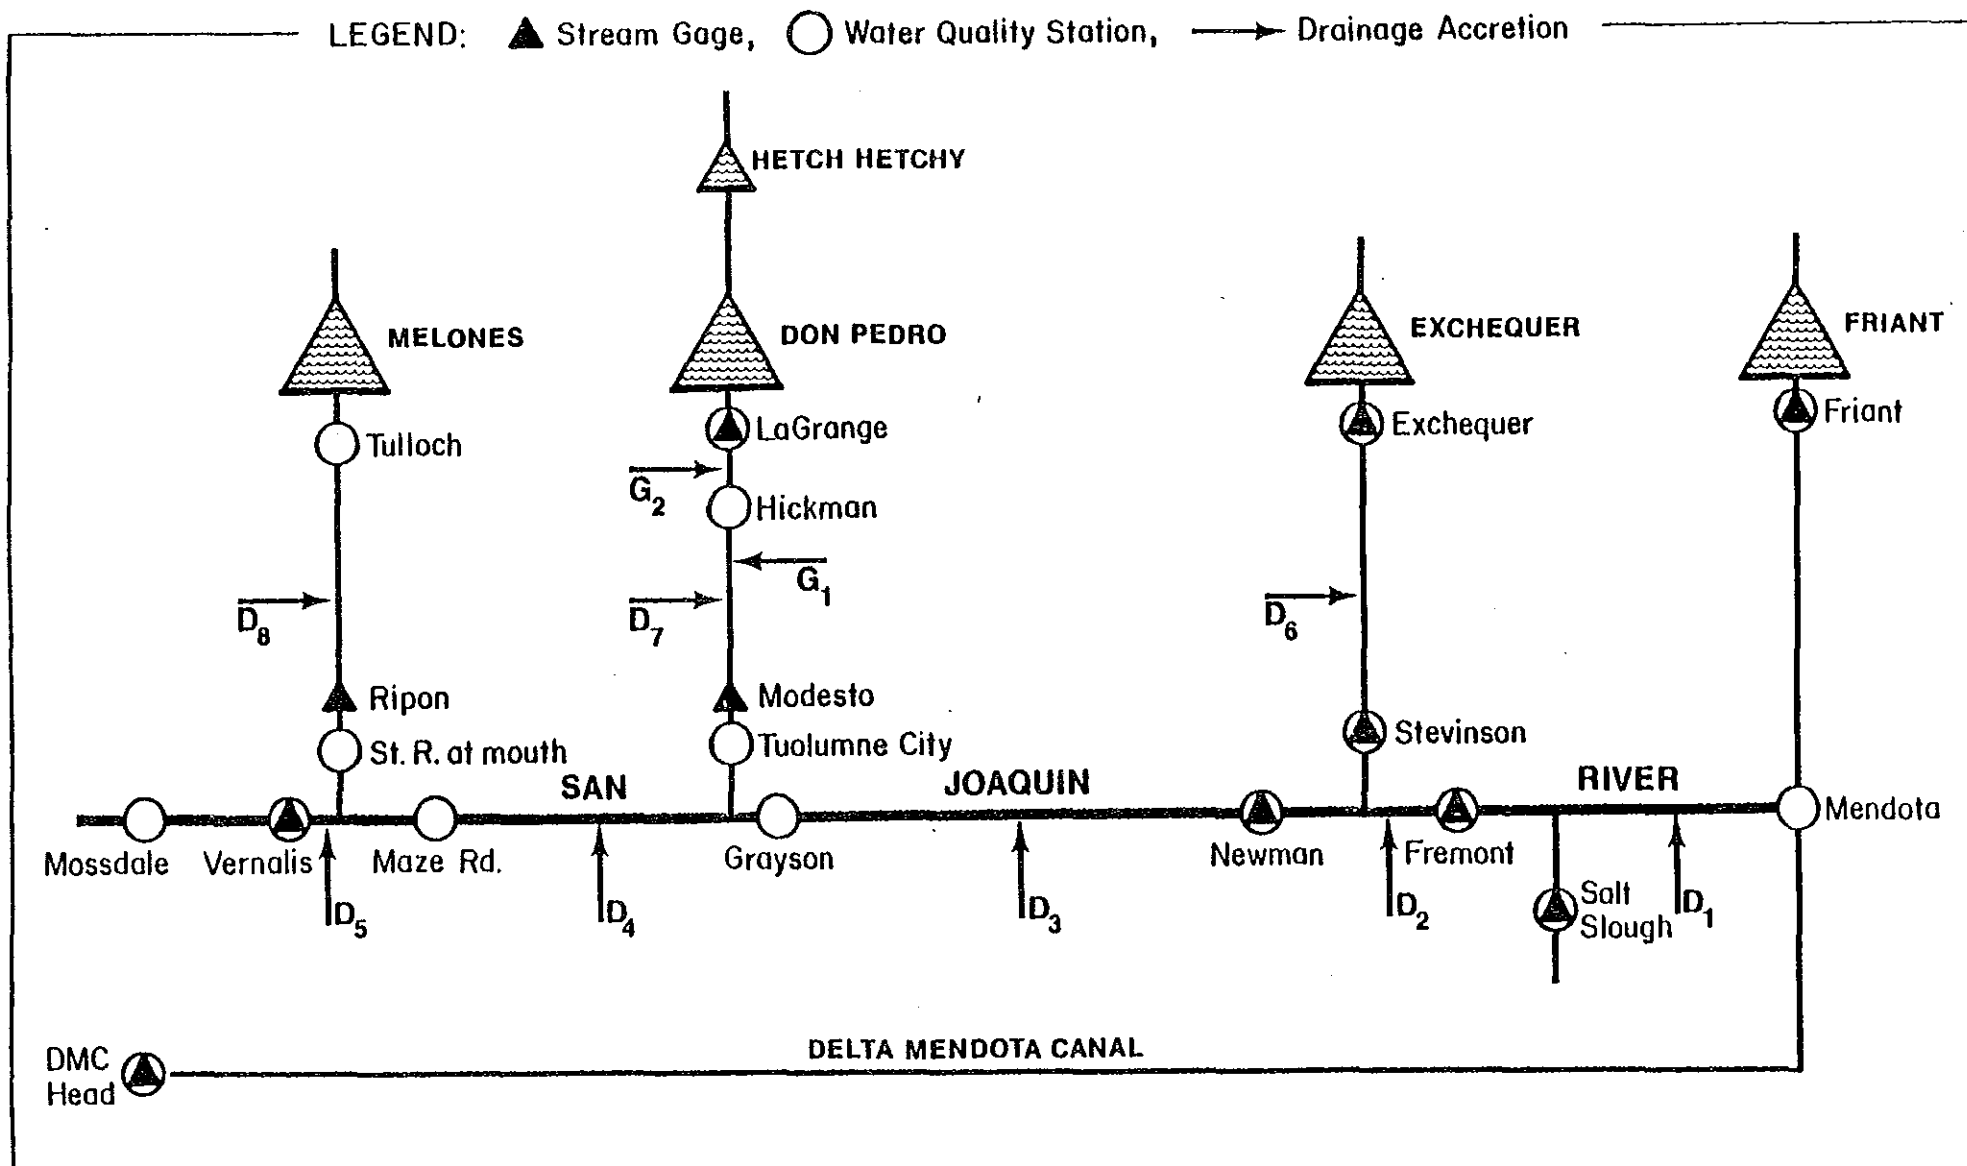 LEGEND: Stream Gage, Water Quality Station, Drainage Accretion
HETCH HETCHY
MELONES
DON PEDRO
EXCHEQUER
FRIANT
Tulloch
LaGrange
Exchequer
Friant
G2
Hickman
G1
D8
D7
D6
Ripon
Modesto
St. R. at mouth
Tuolumne City
Stevinson
SAN JOAQUIN RIVER
Mossdale
Vernalis
Maze Rd.
Grayson
Newman
Fremont
Mendota
D5
D4
D3
D2
Salt
Slough
D1
DELTA MENDOTA CANAL
DMC
Head